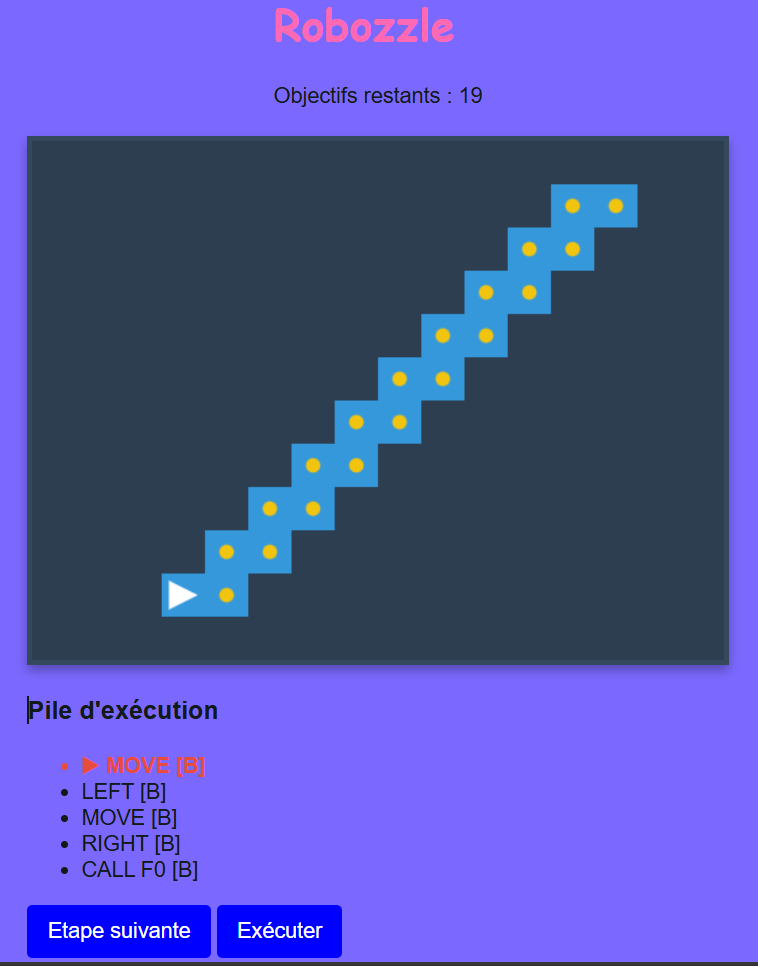 Robozzle
Objectifs restants : 19
Pile d'exécution
▶ MOVE [B]
LEFT [B]
MOVE [B]
RIGHT [B]
CALL F0 [B]
Etape suivante
Exécuter